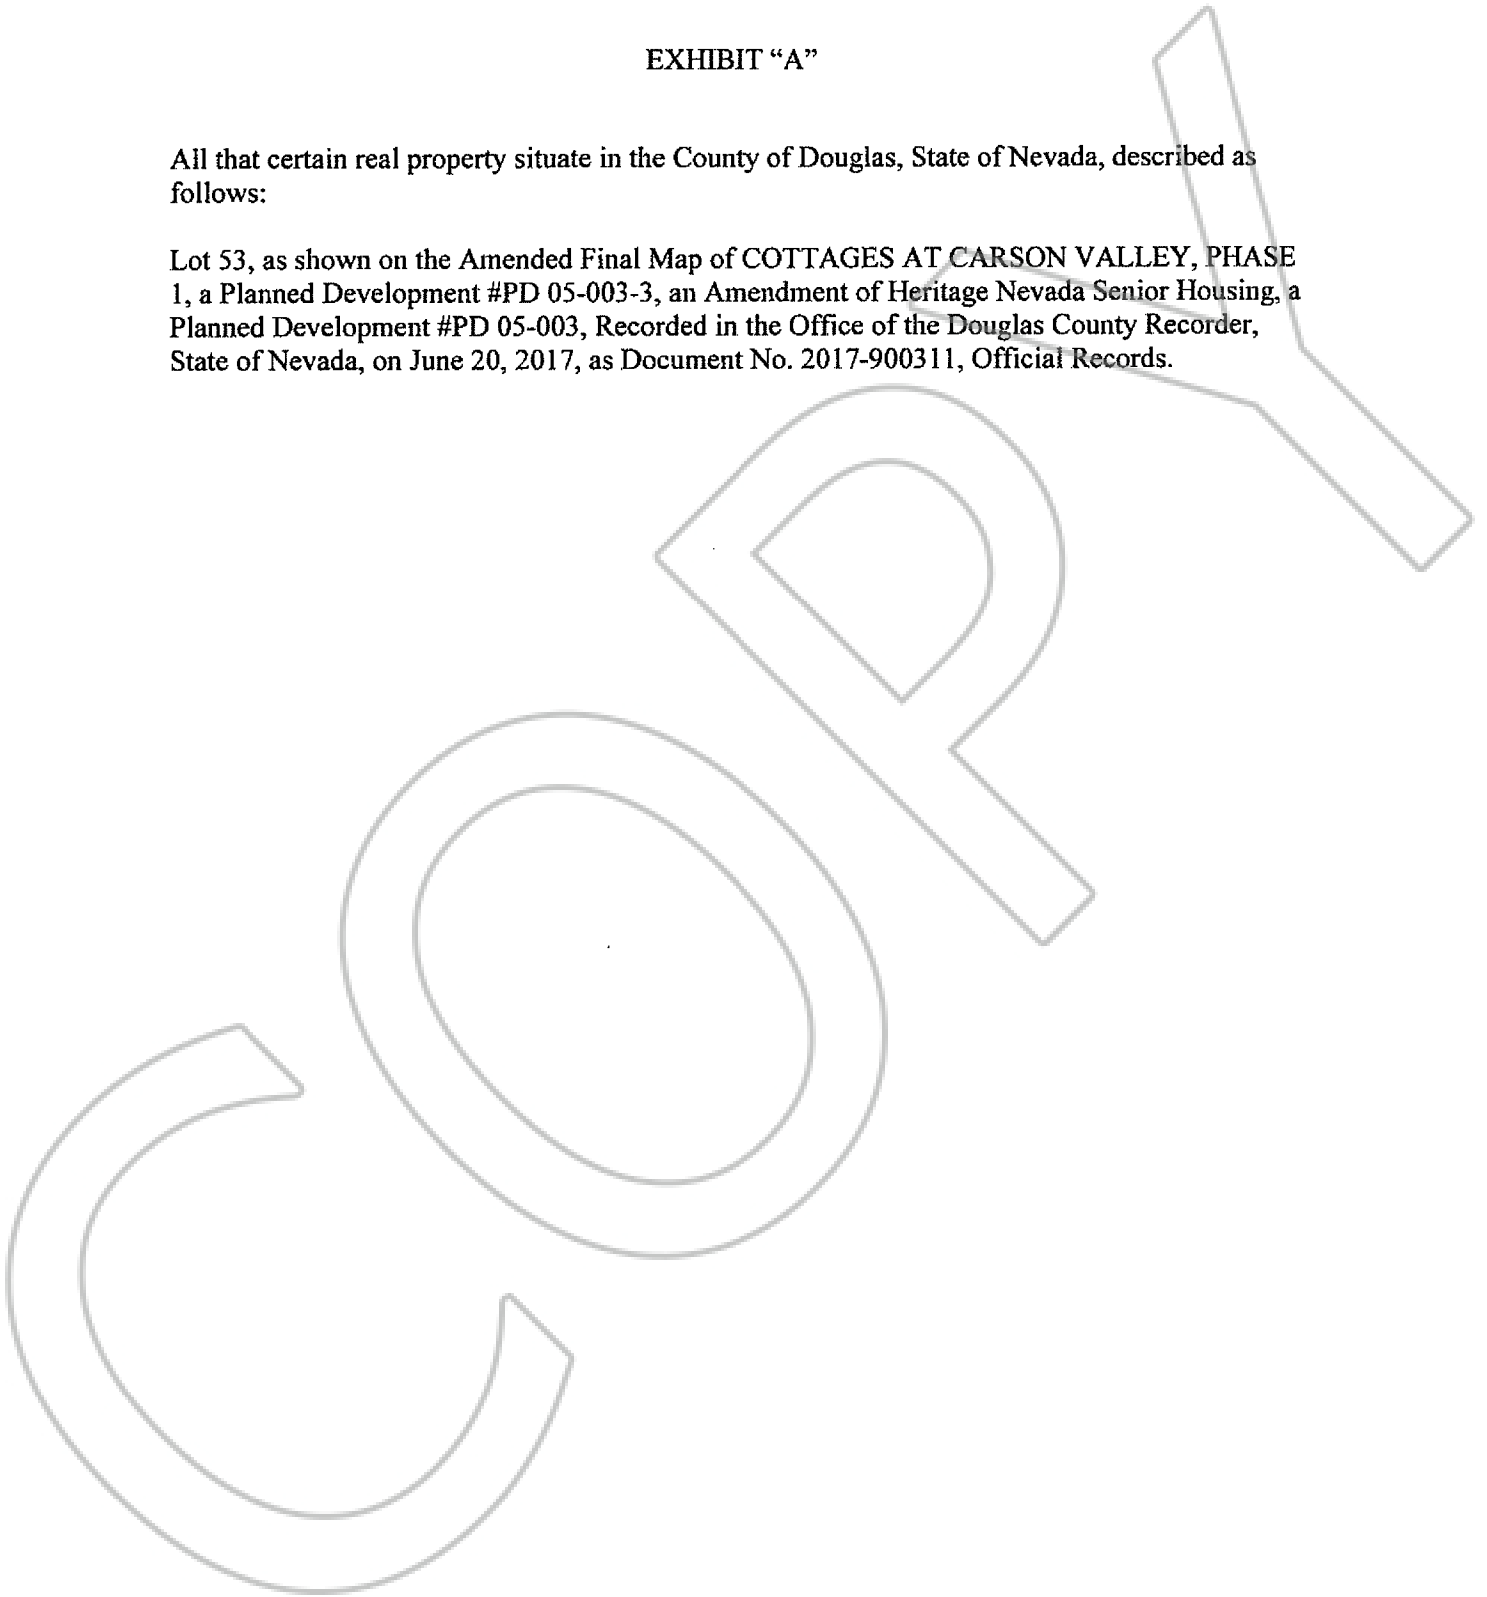 EXHIBIT “A”
All that certain real property situate in the County of Douglas, State of Nevada, described as
follows:
Lot 53, as shown on the Amended Final Map of COTTAGES AT CARSON VALLEY, PHASE
1, a Planned Development #PD 05-003-3, an Amendment of Heritage Nevada Senior Housing, a
Planned Development #PD 05-003, Recorded in the Office of the Douglas County Recorder,
State of Nevada, on June 20, 2017, as Document No. 2017-900311, Official Records.
COPY